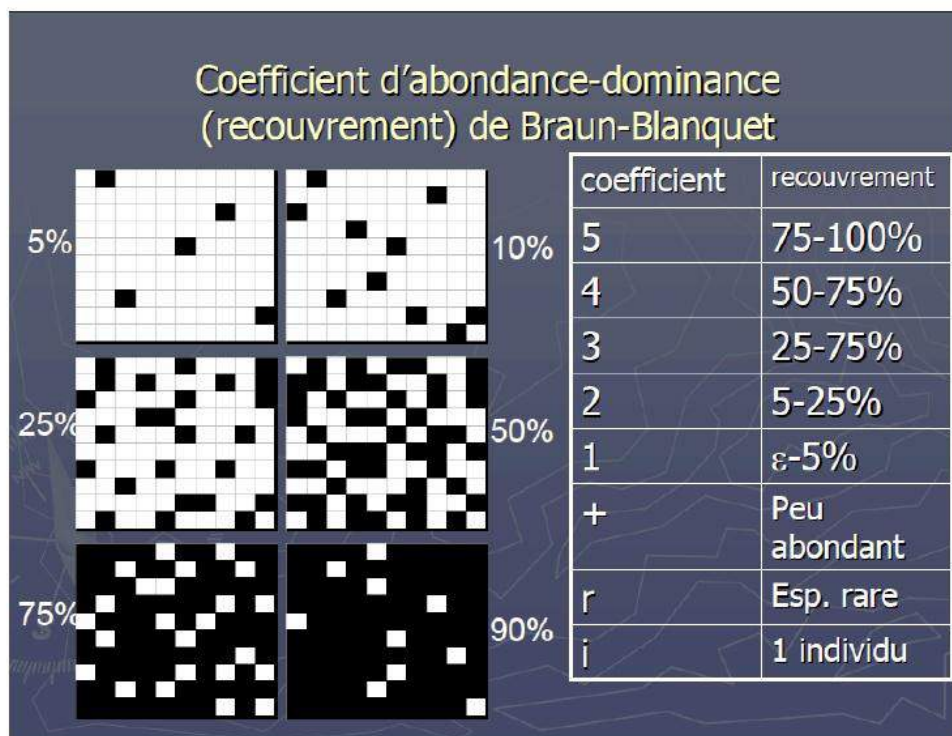 Coefficient d'abondance-dominance
(recouvrement) de Braun-Blanquet
5%
10%
25%
50%
75%
90%
coefficient recouvrement
5 75-100%
4 50-75%
3 25-75%
2 5-25%
1 ε-5%
+ Peu
abondant
r Esp. rare
i 1 individu